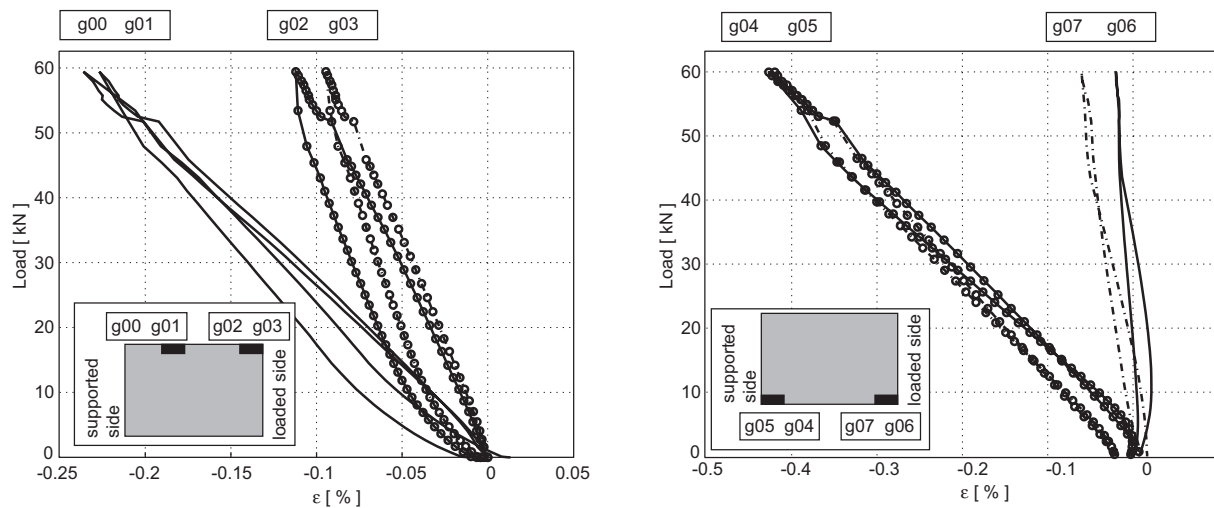 g00 g01
g02 g03
60
50
40
30
20
10
0
Load [ kN ]
g00 g01
g02 g03
supported side
loaded side
-0.25
-0.2
-0.15
-0.1
-0.05
0
0.05
ε [ % ]
g04 g05
g07 g06
60
50
40
30
20
10
0
Load [ kN ]
supported side
loaded side
g05 g04
g07 g06
-0.5
-0.4
-0.3
-0.2
-0.1
0
ε [ % ]